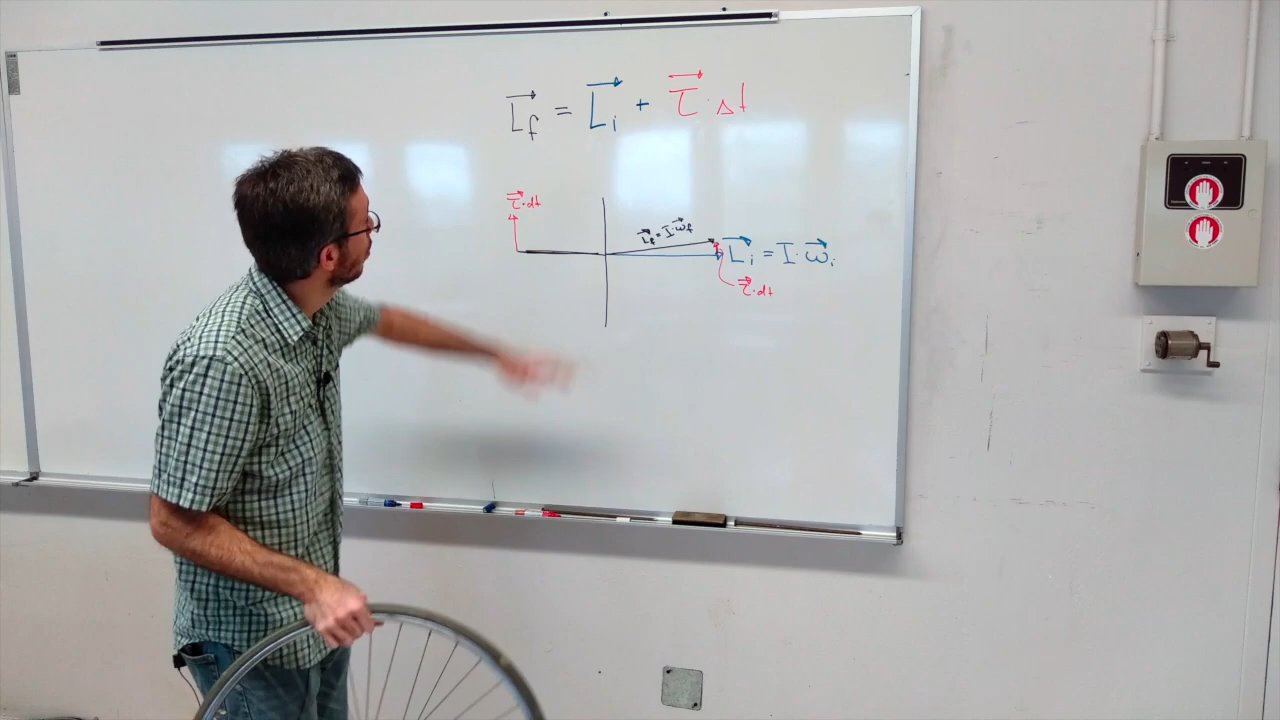 L⃗f = L⃗i + τ⃗ · Δt
τ⃗·dt
L⃗f = I·ω⃗f
L⃗i = I·ω⃗i
τ⃗·dt